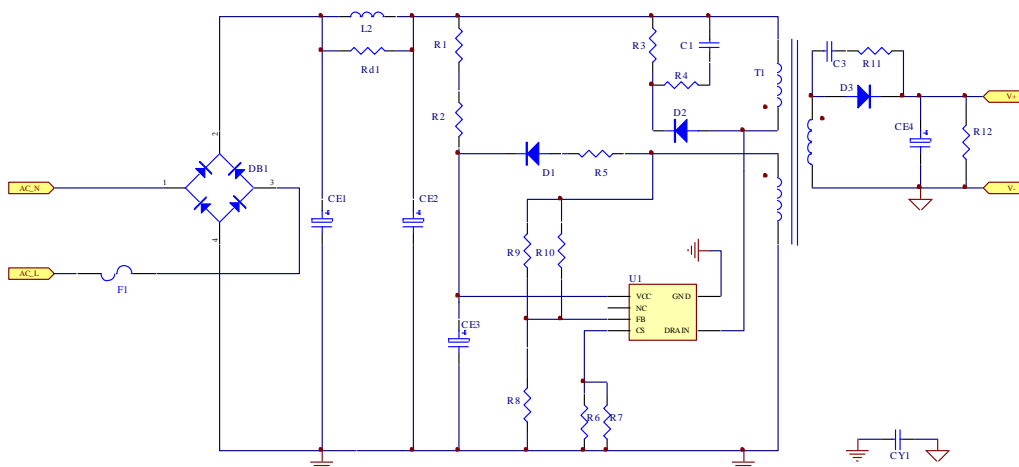 L2
Rd1
R1
R2
R3
C1
R4
T1
C3
R11
D3
V+
D2
CE4
R12
2
DB1
1
3
4
AC_N
D1
R5
V-
CE1
CE2
R9
R10
AC_L
F1
U1
VCC
GND
NC
FB
CS
DRAIN
CE3
R8
R6
R7
CY1